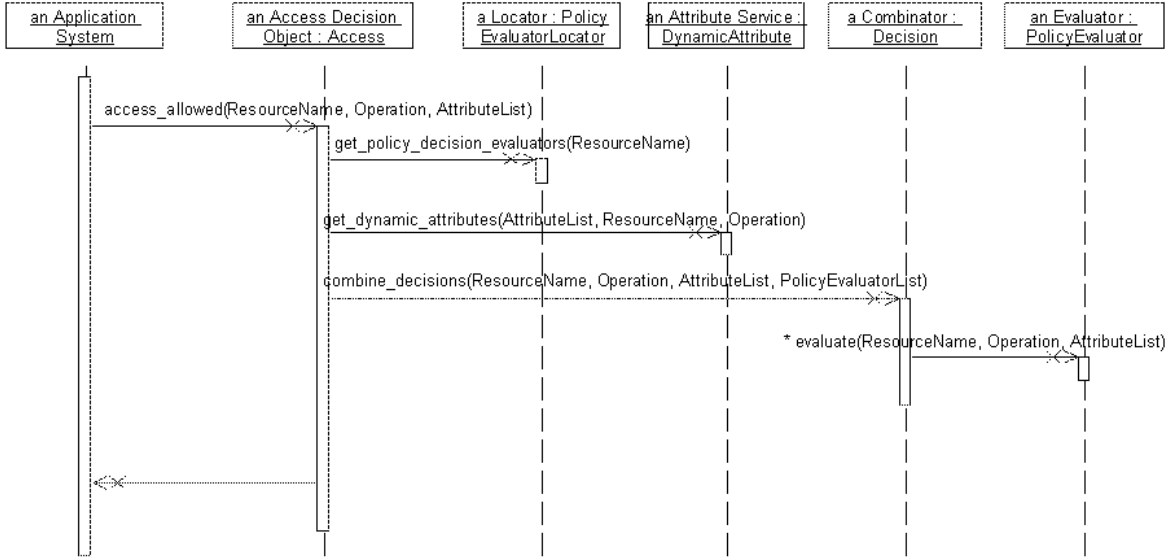 an Application
System
an Access Decision
Object : Access
a Locator : Policy
EvaluatorLocator
an Attribute Service :
DynamicAttribute
a Combinator :
Decision
an Evaluator :
PolicyEvaluator
access_allowed(ResourceName, Operation, AttributeList)
get_policy_decision_evaluators(ResourceName)
get_dynamic_attributes(AttributeList, ResourceName, Operation)
combine_decisions(ResourceName, Operation, AttributeList, PolicyEvaluatorList)
* evaluate(ResourceName, Operation, AttributeList)